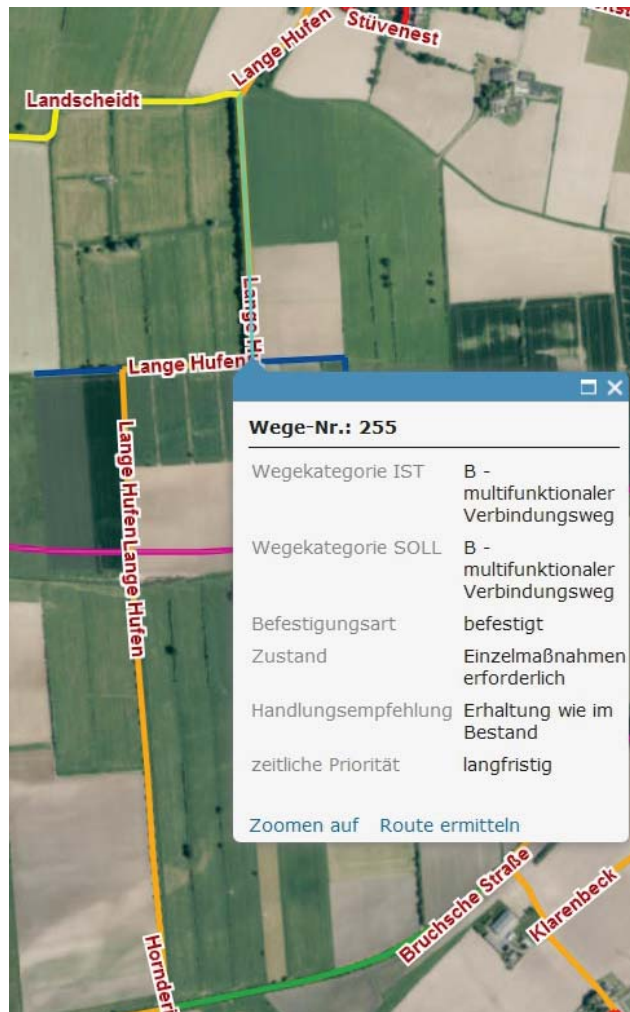 Lange Hufen
Stüvenest
Landscheidt
Lange H
Lange Hufen
Lange Hufen
Lange Hufen
Wege-Nr.: 255
Wegekategorie IST B -
multifunktionaler
Verbindungsweg
Wegekategorie SOLL B -
multifunktionaler
Verbindungsweg
Befestigungsart befestigt
Zustand Einzelmaßnahmen
erforderlich
Handlungsempfehlung Erhaltung wie im
Bestand
zeitliche Priorität langfristig
Zoomen auf Route ermitteln
Bruchsche Straße
Klarenbeck
Hornderi